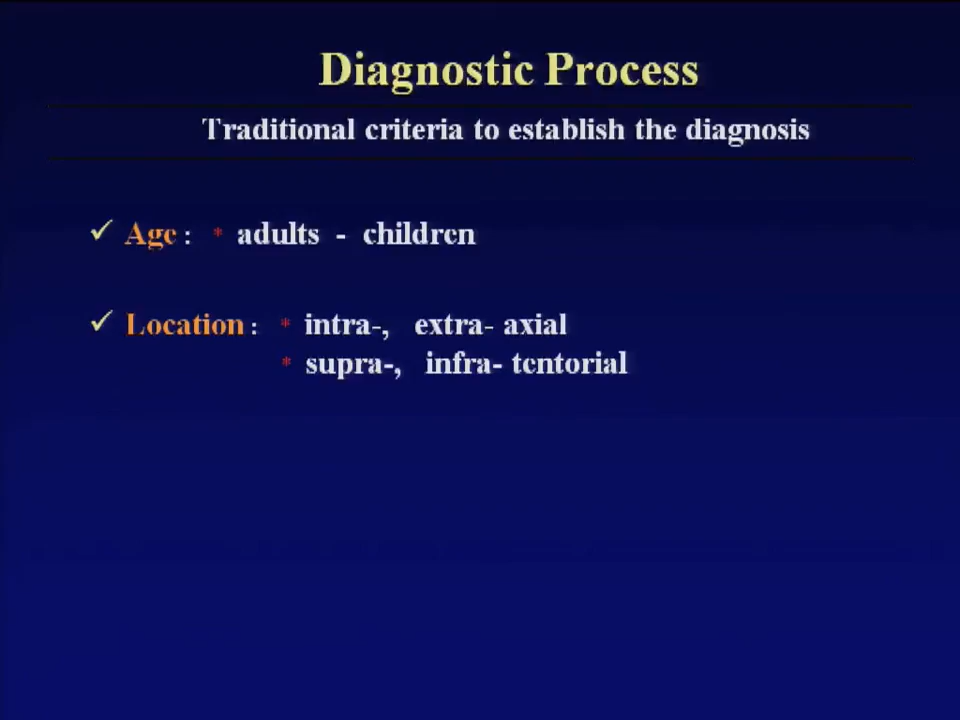 Diagnostic Process
Traditional criteria to establish the diagnosis
✓ Age : * adults - children
✓ Location : * intra-, extra- axial
* supra-, infra- tentorial